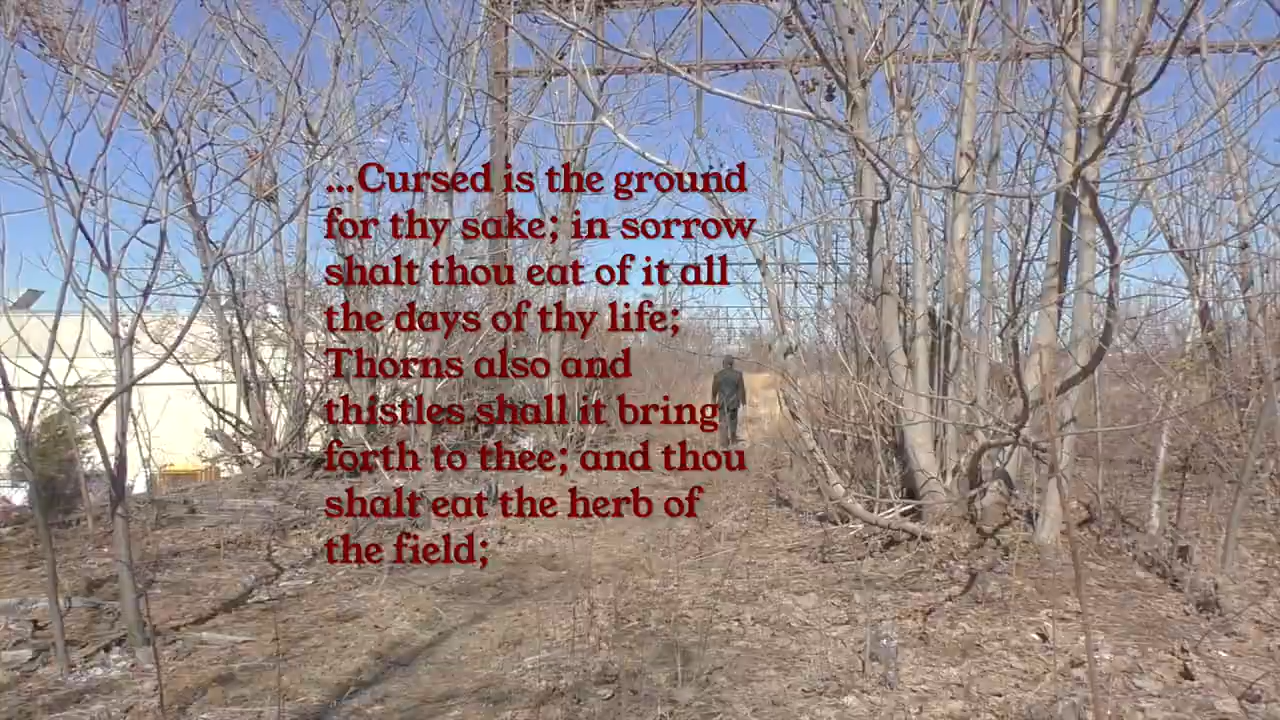 ...Cursed is the ground
for thy sake; in sorrow
shalt thou eat of it all
the days of thy life;
Thorns also and
thistles shall it bring
forth to thee; and thou
shalt eat the herb of
the field;